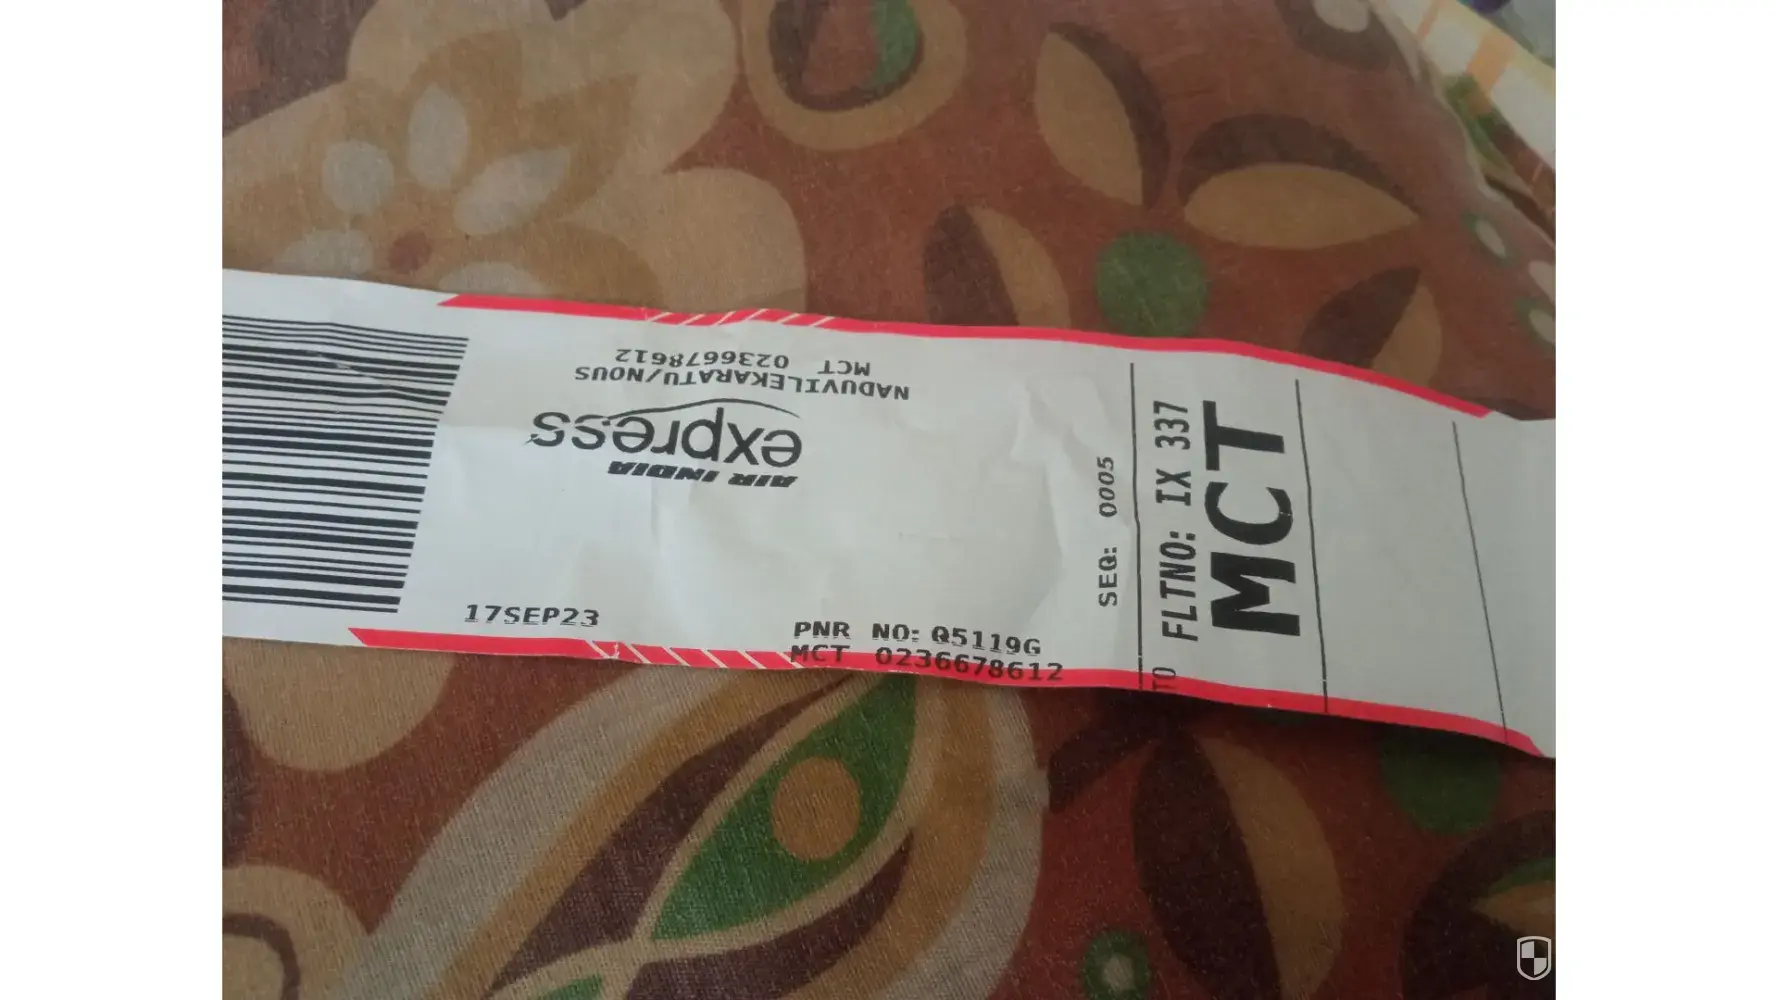 MCT 0236678612
NADUVILEKARATU/NOUS
AIR INDIA
express
17SEP23
PNR NO: Q5119G
MCT 0236678612
SEQ: 0005
TO FLTNO: IX 337
MCT